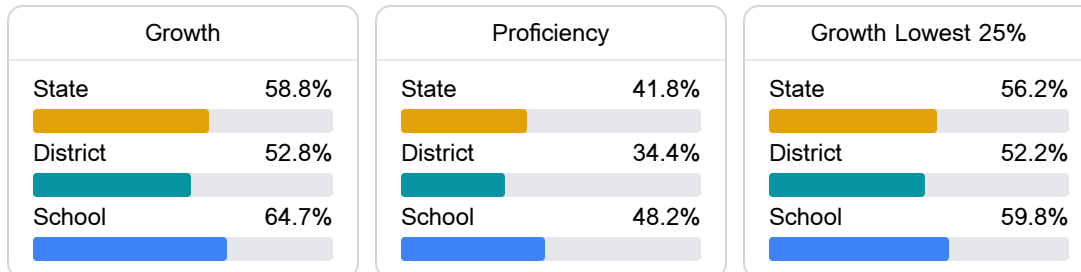 Growth
State 58.8%
District 52.8%
School 64.7%
Proficiency
State 41.8%
District 34.4%
School 48.2%
Growth Lowest 25%
State 56.2%
District 52.2%
School 59.8%